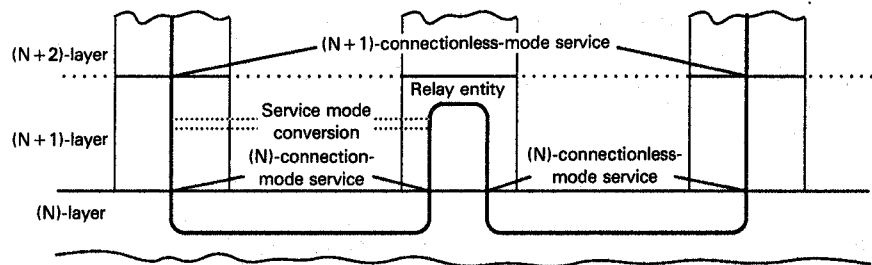 (N+2)-layer
(N+1)-connectionless-mode service
Relay entity
Service mode
conversion
(N+1)-layer
(N)-connection-
mode service
(N)-connectionless-
mode service
(N)-layer